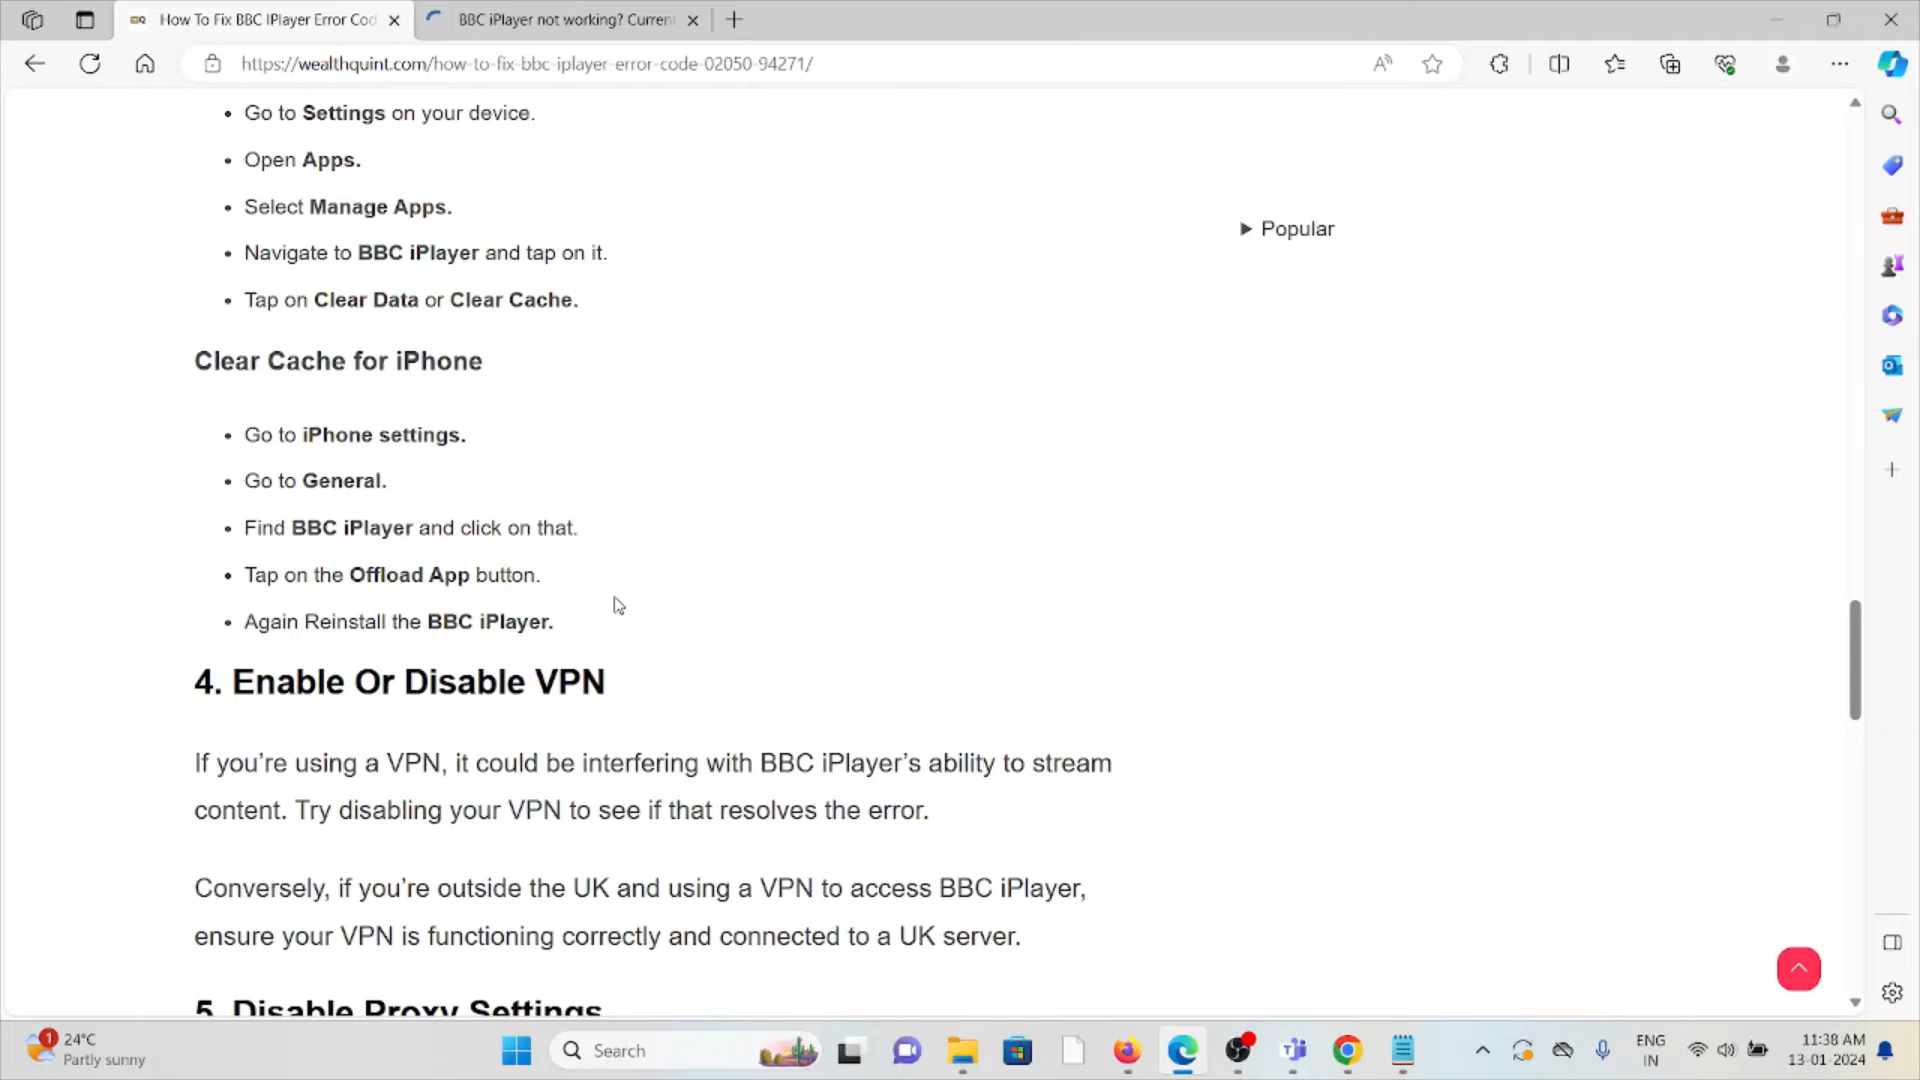 How To Fix BBC IPlayer Error Cod
BBC iPlayer not working? Current
https://wealthquint.com/how-to-fix-bbc-iplayer-error-code-02050-94271/
• Go to Settings on your device.
• Open Apps.
• Select Manage Apps.
• Navigate to BBC iPlayer and tap on it.
• Tap on Clear Data or Clear Cache.
Popular
Clear Cache for iPhone
• Go to iPhone settings.
• Go to General.
• Find BBC iPlayer and click on that.
• Tap on the Offload App button.
• Again Reinstall the BBC iPlayer.
4. Enable Or Disable VPN
If you’re using a VPN, it could be interfering with BBC iPlayer’s ability to stream
content. Try disabling your VPN to see if that resolves the error.
Conversely, if you’re outside the UK and using a VPN to access BBC iPlayer,
ensure your VPN is functioning correctly and connected to a UK server.
5. Disable Proxy Settings
1
24°C
Partly sunny
Search
ENG
IN
11:38 AM
13-01-2024